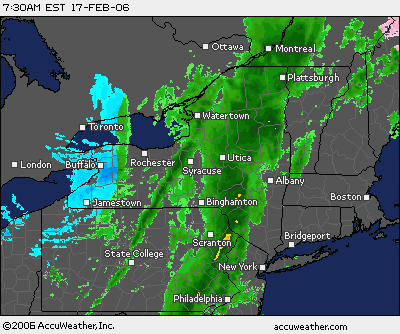 7:30AM EST 17-FEB-06
Ottawa
Montreal
Plattsburgh
Watertown
Toronto
London
Buffalo
Rochester
Syracuse
Utica
Albany
Jamestown
Binghamton
Boston
Scranton
Bridgeport
State College
New York
Philadelphia
©2006 AccuWeather, Inc.
accuweather.com